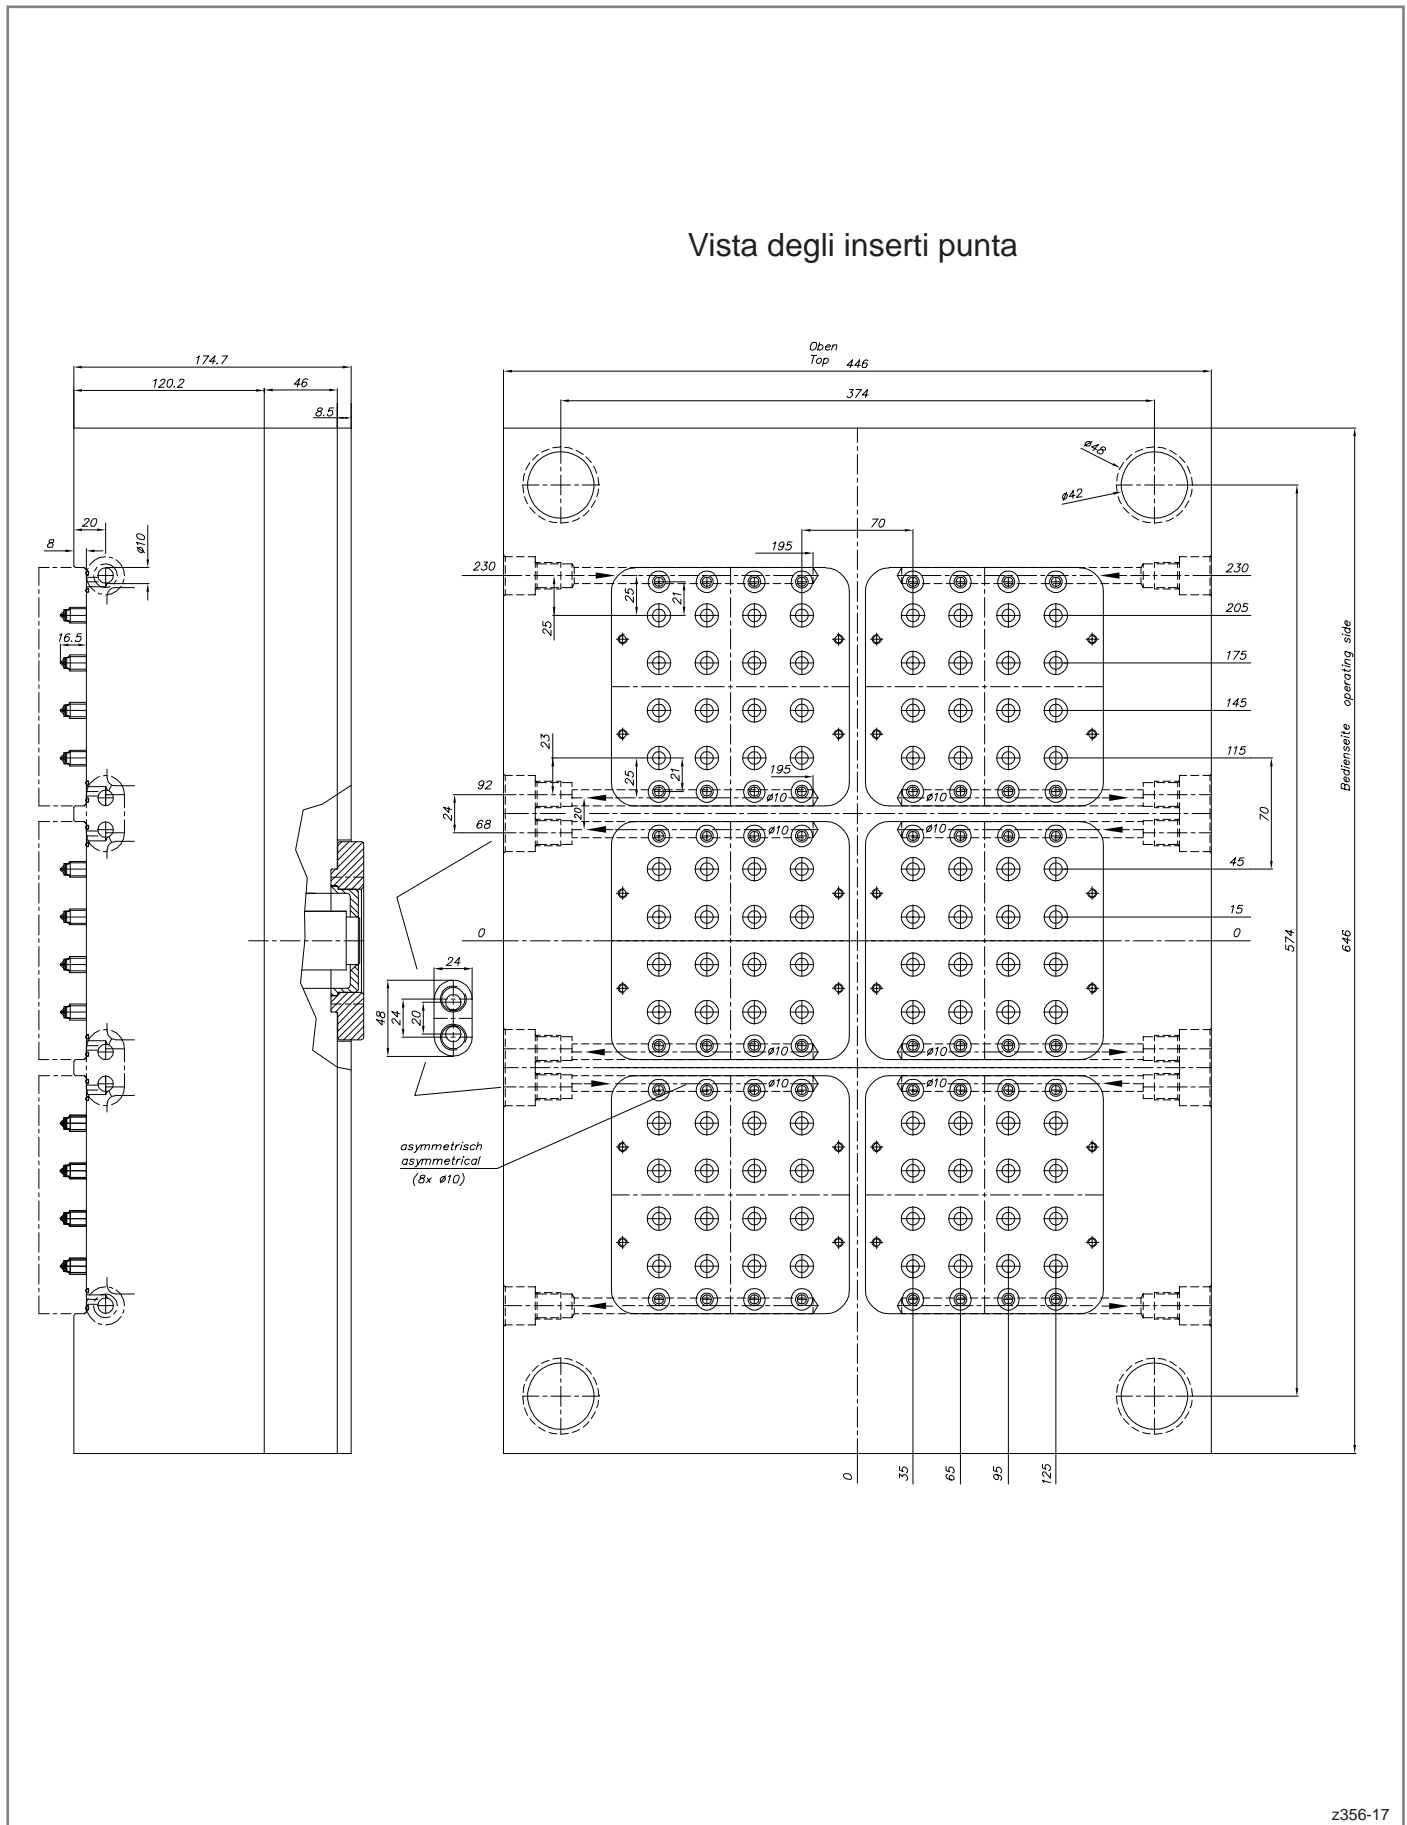 Vista degli inserti punta
Oben
Top 446
374
174.7
120.2 46
8.5
ø48
ø42
20
8
ø10
16.5
70
195
230
230
25
21
25
205
175
145
115
23
25
21
195
92
24
68
20
ø10
ø10
ø10
ø10
70
45
15
0
0
Bedienseite operating side
574
646
24
48
24
20
ø10
ø10
ø10
ø10
asymmetrisch
asymmetrical
(8x ø10)
0
35
65
95
125
z356-17